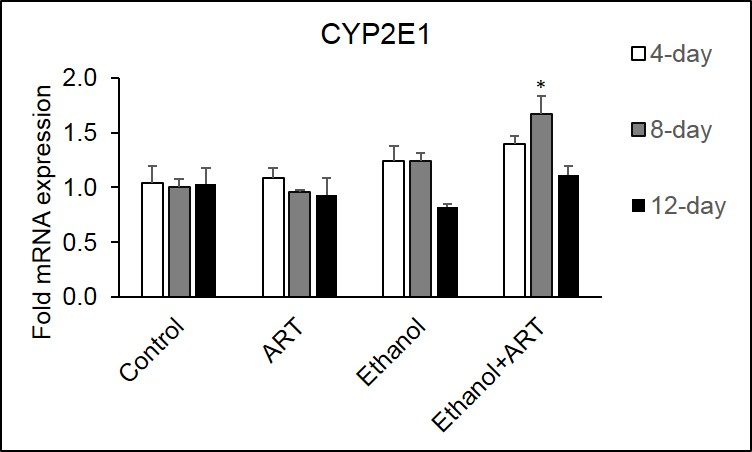 CYP2E1
4-day
8-day
12-day
Fold mRNA expression
2.0
1.5
1.0
0.5
0.0
*
Control
ART
Ethanol
Ethanol+ART